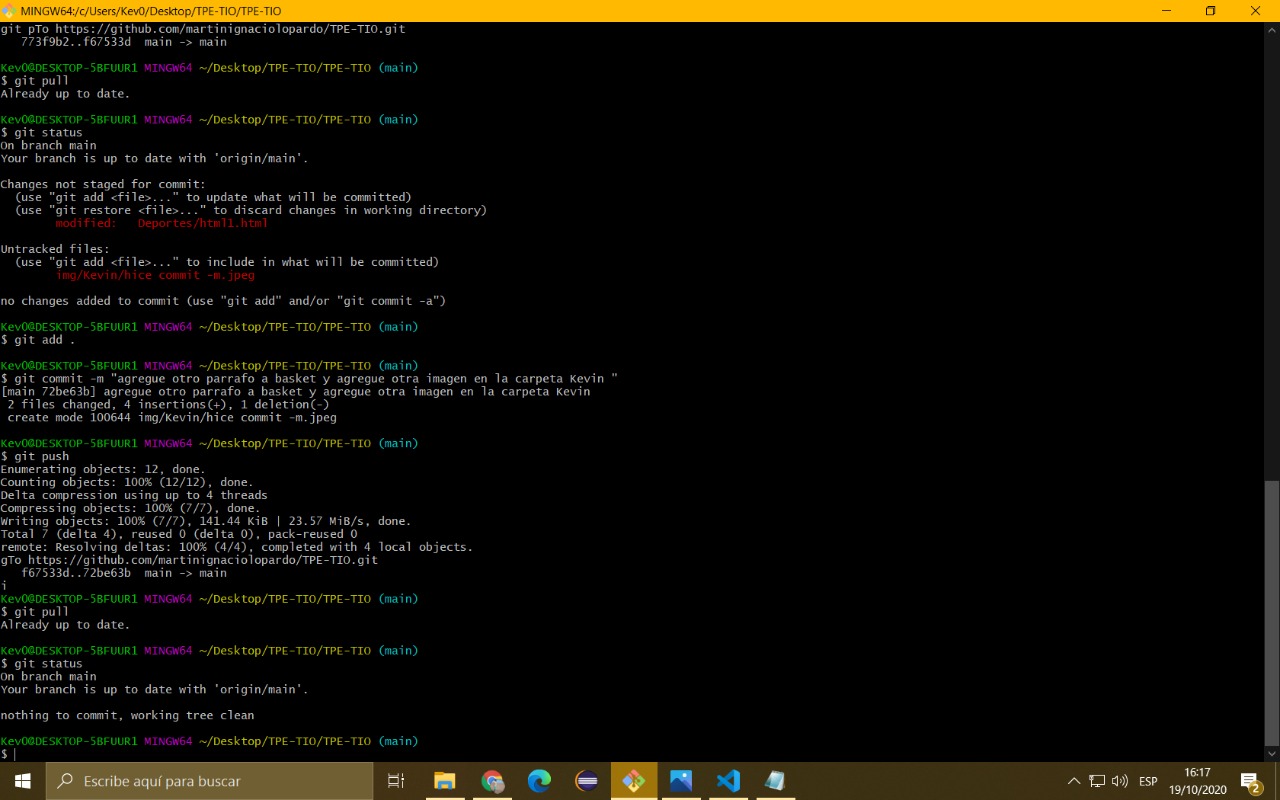 MINGW64:/c/Users/Kev0/Desktop/TPE-TIO/TPE-TIO
git pTo https://github.com/martinignaciolopardo/TPE-TIO.git
   773f9b2..f67533d  main -> main
Kev0@DESKTOP-5BFUUR1 MINGW64 ~/Desktop/TPE-TIO/TPE-TIO (main)
$ git pull
Already up to date.
Kev0@DESKTOP-5BFUUR1 MINGW64 ~/Desktop/TPE-TIO/TPE-TIO (main)
$ git status
On branch main
Your branch is up to date with 'origin/main'.
Changes not staged for commit:
  (use "git add <file>..." to update what will be committed)
  (use "git restore <file>..." to discard changes in working directory)
        modified:   Deportes/html1.html
Untracked files:
  (use "git add <file>..." to include in what will be committed)
        img/Kevin/hice commit -m.jpeg
no changes added to commit (use "git add" and/or "git commit -a")
Kev0@DESKTOP-5BFUUR1 MINGW64 ~/Desktop/TPE-TIO/TPE-TIO (main)
$ git add .
Kev0@DESKTOP-5BFUUR1 MINGW64 ~/Desktop/TPE-TIO/TPE-TIO (main)
$ git commit -m "agregue otro parrafo a basket y agregue otra imagen en la carpeta Kevin "
[main 72be63b] agregue otro parrafo a basket y agregue otra imagen en la carpeta Kevin
 2 files changed, 4 insertions(+), 1 deletion(-)
 create mode 100644 img/Kevin/hice commit -m.jpeg
Kev0@DESKTOP-5BFUUR1 MINGW64 ~/Desktop/TPE-TIO/TPE-TIO (main)
$ git push
Enumerating objects: 12, done.
Counting objects: 100% (12/12), done.
Delta compression using up to 4 threads
Compressing objects: 100% (7/7), done.
Writing objects: 100% (7/7), 141.44 KiB | 23.57 MiB/s, done.
Total 7 (delta 4), reused 0 (delta 0), pack-reused 0
remote: Resolving deltas: 100% (4/4), completed with 4 local objects.
gTo https://github.com/martinignaciolopardo/TPE-TIO.git
   f67533d..72be63b  main -> main
i
Kev0@DESKTOP-5BFUUR1 MINGW64 ~/Desktop/TPE-TIO/TPE-TIO (main)
$ git pull
Already up to date.
Kev0@DESKTOP-5BFUUR1 MINGW64 ~/Desktop/TPE-TIO/TPE-TIO (main)
$ git status
On branch main
Your branch is up to date with 'origin/main'.
nothing to commit, working tree clean
Kev0@DESKTOP-5BFUUR1 MINGW64 ~/Desktop/TPE-TIO/TPE-TIO (main)
$
Escribe aquí para buscar
ESP
16:17
19/10/2020
2